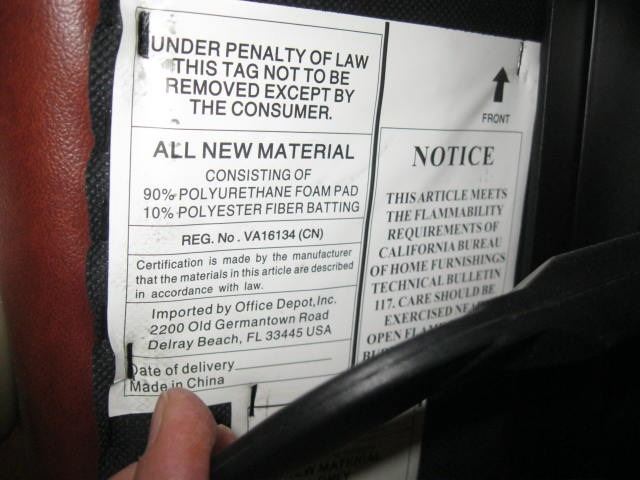 UNDER PENALTY OF LAW
THIS TAG NOT TO BE
REMOVED EXCEPT BY
THE CONSUMER.
ALL NEW MATERIAL
CONSISTING OF
90% POLYURETHANE FOAM PAD
10% POLYESTER FIBER BATTING
REG. No. VA16134 (CN)
Certification is made by the manufacturer
that the materials in this article are described
in accordance with law.
Imported by Office Depot,Inc.
2200 Old Germantown Road
Delray Beach, FL 33445 USA
Date of delivery
Made in China
FRONT
NOTICE
THIS ARTICLE MEETS
THE FLAMMABILITY
REQUIREMENTS OF
CALIFORNIA BUREAU
OF HOME FURNISHINGS
TECHNICAL BULLETIN
117. CARE SHOULD BE
EXERCISED
OPEN
NEW MATERIAL